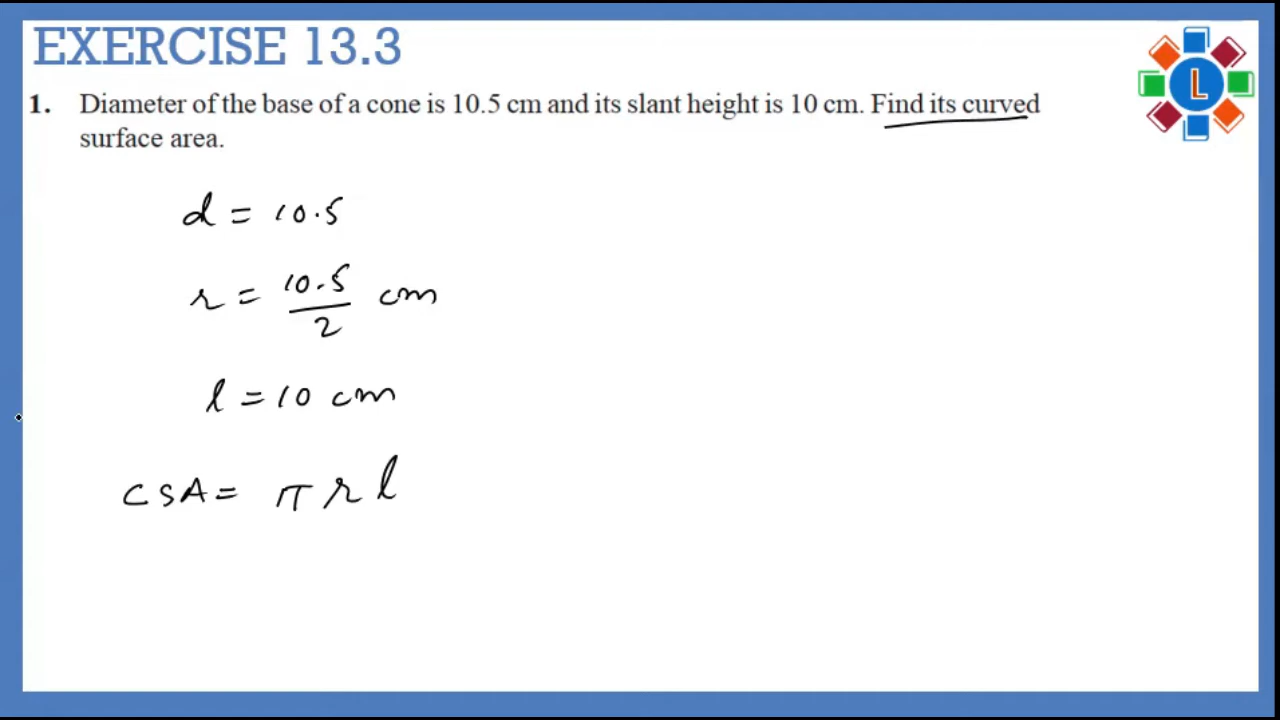 EXERCISE 13.3
L
1. Diameter of the base of a cone is 10.5 cm and its slant height is 10 cm. Find its curved
surface area.
d = 10.5
r = 10.5/2 cm
l = 10 cm
CSA = π r l